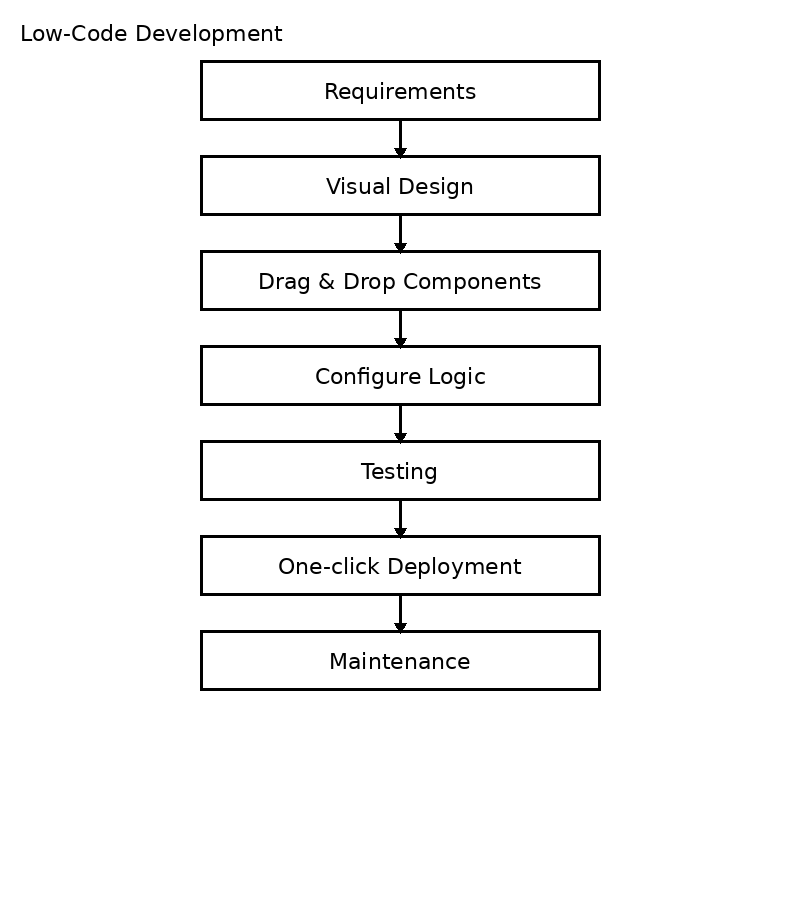 Low-Code Development
Requirements
Visual Design
Drag & Drop Components
Configure Logic
Testing
One-click Deployment
Maintenance